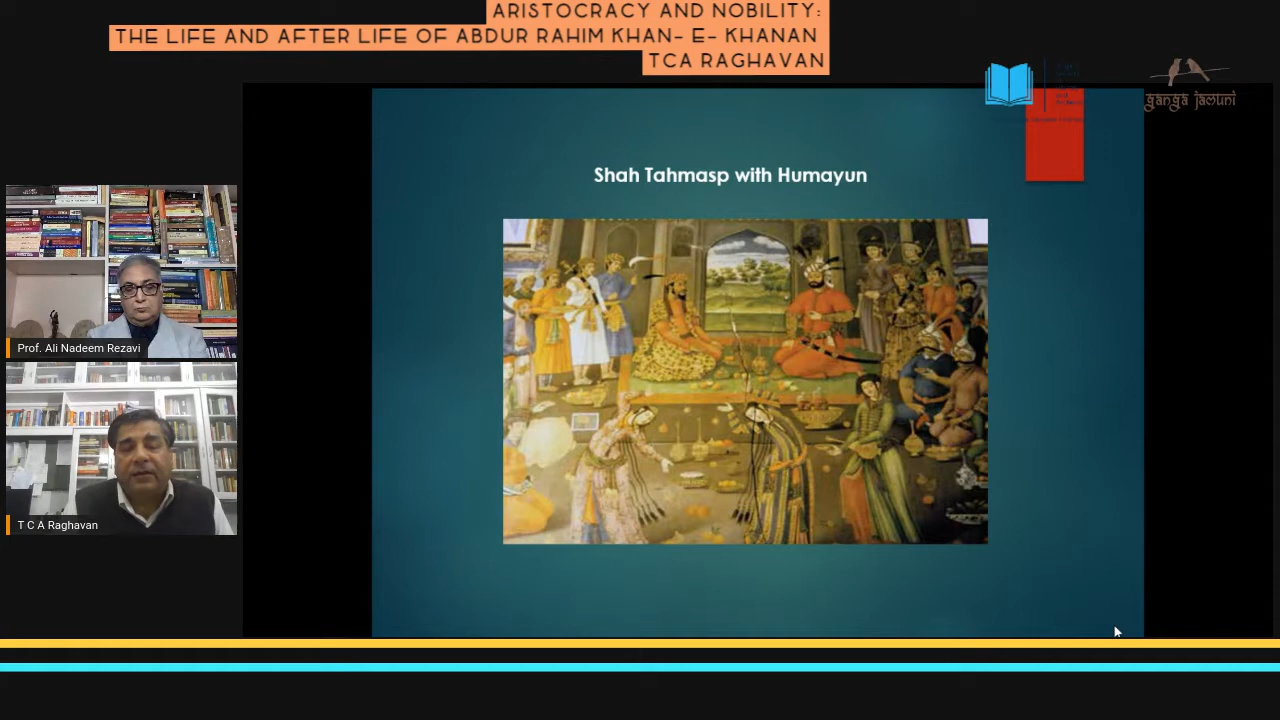 ARISTOCRACY AND NOBILITY:
THE LIFE AND AFTER LIFE OF ABDUR RAHIM KHAN- E- KHANAN
TCA RAGHAVAN
ganga jamuni
Shah Tahmasp with Humayun
Prof. Ali Nadeem Rezavi
T C A Raghavan